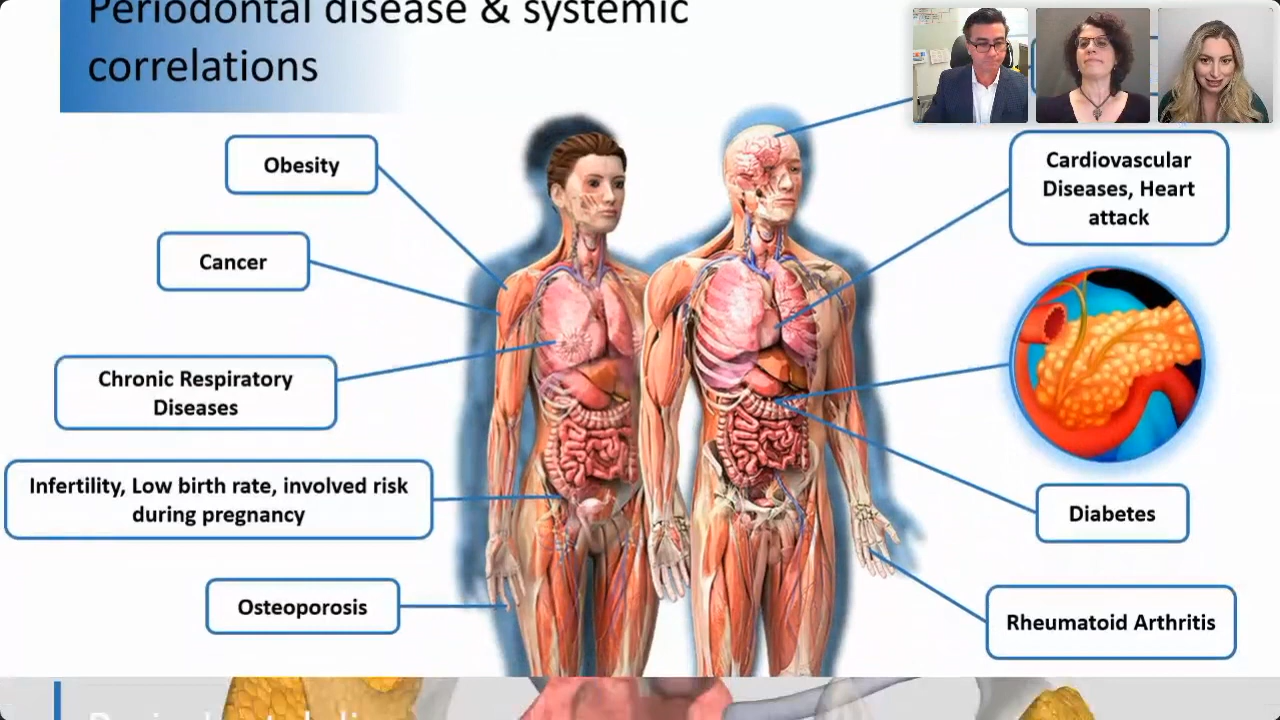 Periodontal disease & systemic
correlations
Obesity
Cancer
Chronic Respiratory
Diseases
Infertility, Low birth rate, involved risk
during pregnancy
Osteoporosis
Cardiovascular
Diseases, Heart
attack
Diabetes
Rheumatoid Arthritis